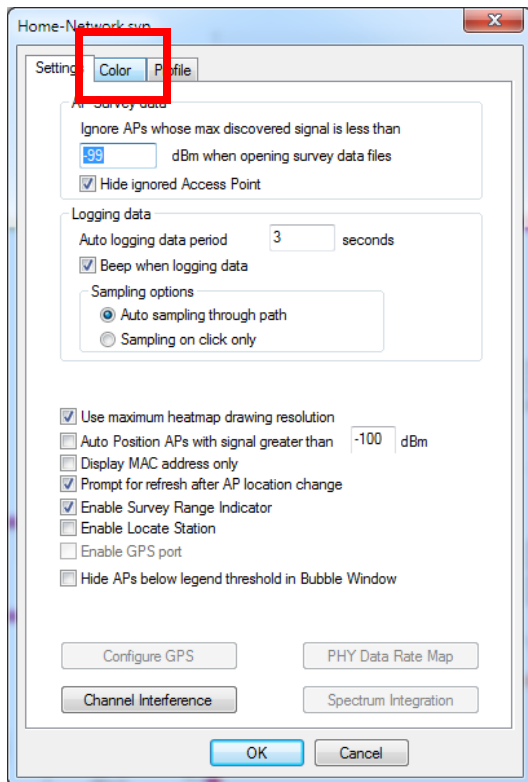 Home-Network.svp
Settings Color Profile
AP Survey data
Ignore APs whose max discovered signal is less than
-99 dBm when opening survey data files
Hide ignored Access Point
Logging data
Auto logging data period 3 seconds
Beep when logging data
Sampling options
Auto sampling through path
Sampling on click only
Use maximum heatmap drawing resolution
Auto Position APs with signal greater than -100 dBm
Display MAC address only
Prompt for refresh after AP location change
Enable Survey Range Indicator
Enable Locate Station
Enable GPS port
Hide APs below legend threshold in Bubble Window
Configure GPS PHY Data Rate Map
Channel Interference Spectrum Integration
OK Cancel